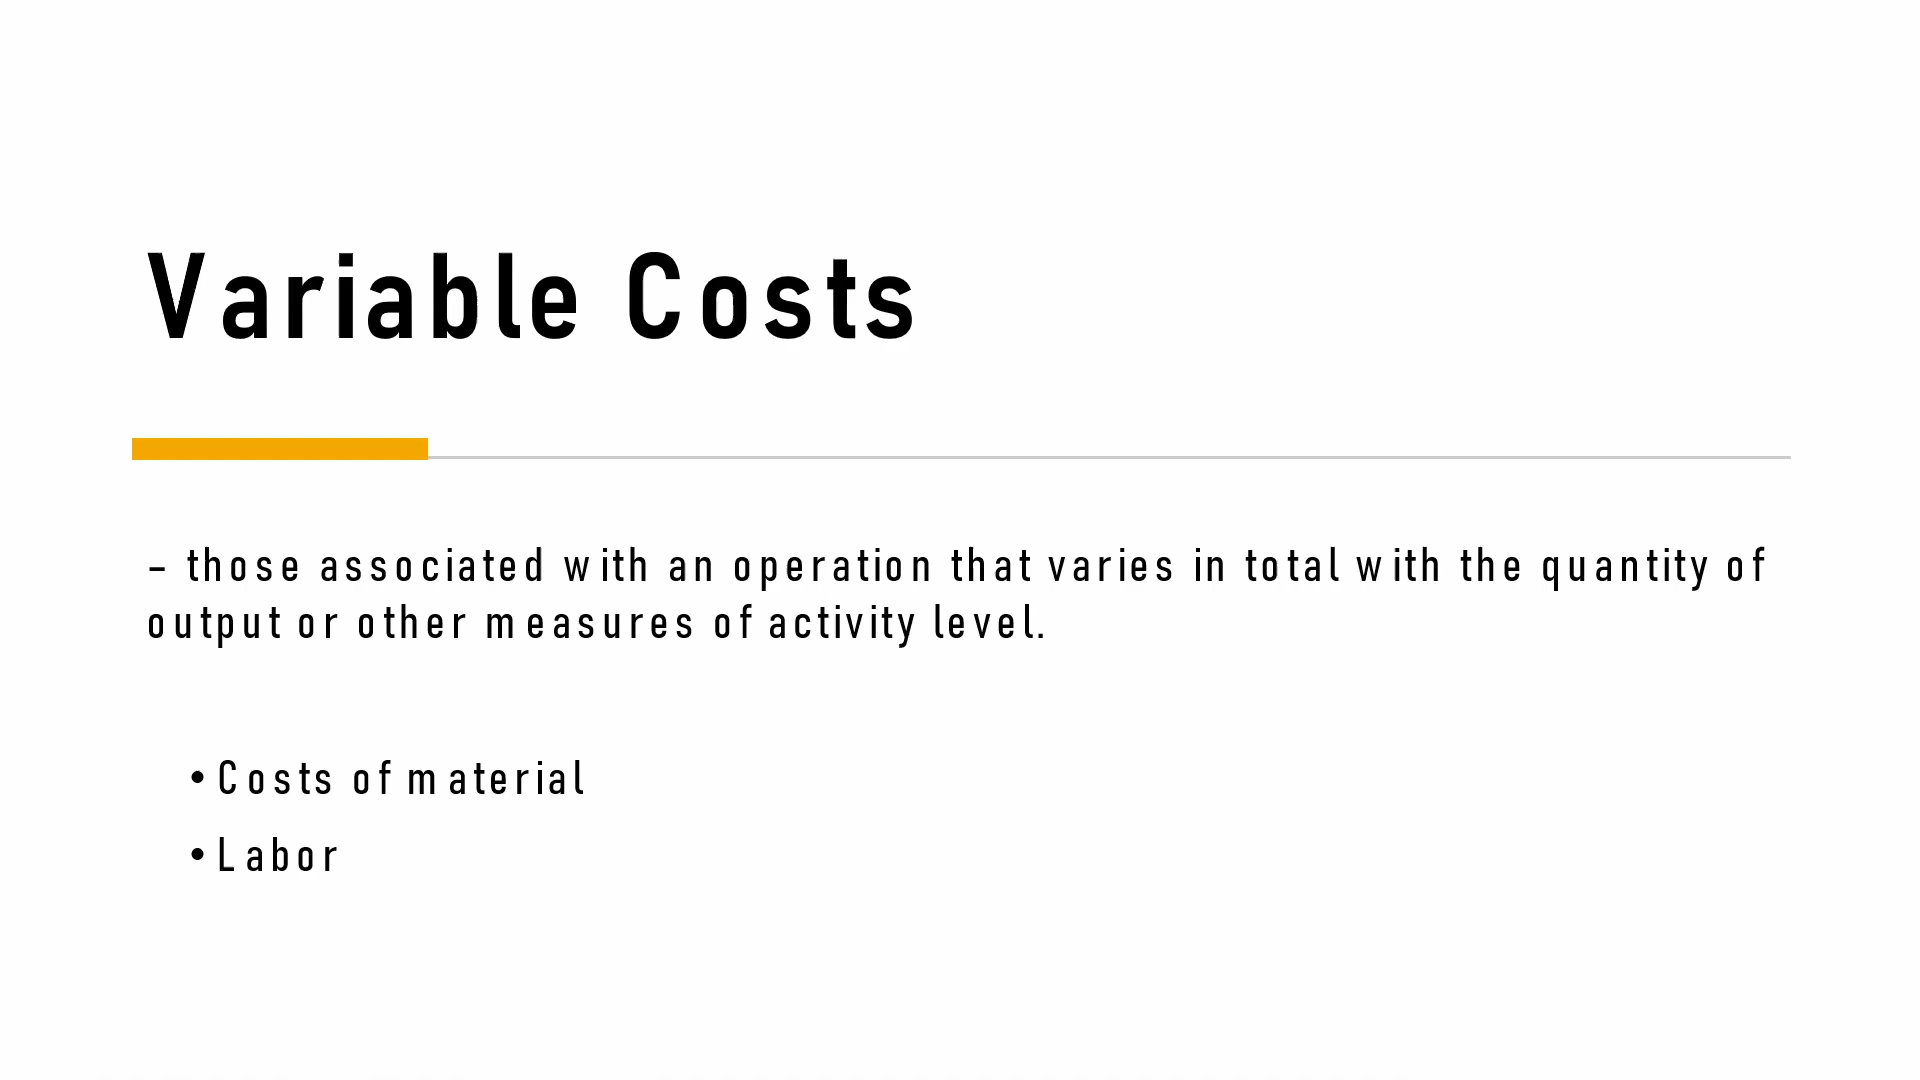 Variable Costs
– those associated with an operation that varies in total with the quantity of
output or other measures of activity level.
• Costs of material
• Labor